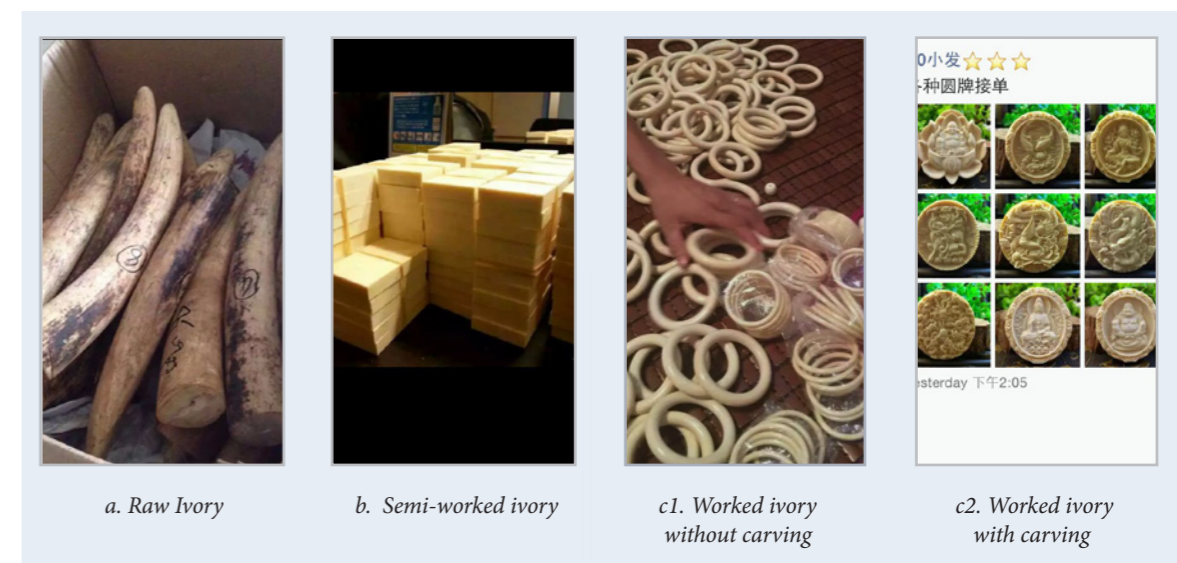 0小发
种圆牌接单
sterday 下午2:05
a. Raw Ivory
b. Semi-worked ivory
c1. Worked ivory
without carving
c2. Worked ivory
with carving